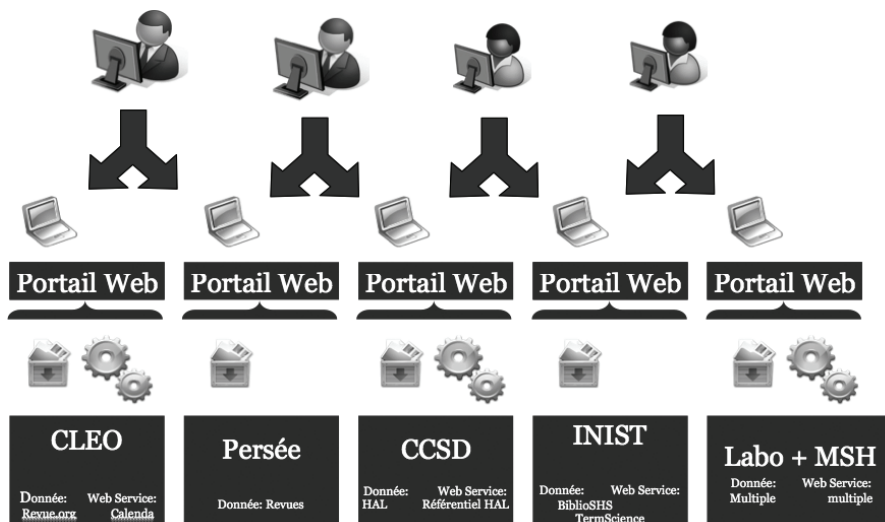 Portail Web
Portail Web
Portail Web
Portail Web
Portail Web
CLEO
Donnée: Web Service:
Revue.org Calenda
Persée
Donnée: Revues
CCSD
Donnée: Web Service:
HAL Référentiel HAL
INIST
Donnée: Web Service:
BiblioSHS
TermScience
Labo + MSH
Donnée: Web Service:
Multiple multiple